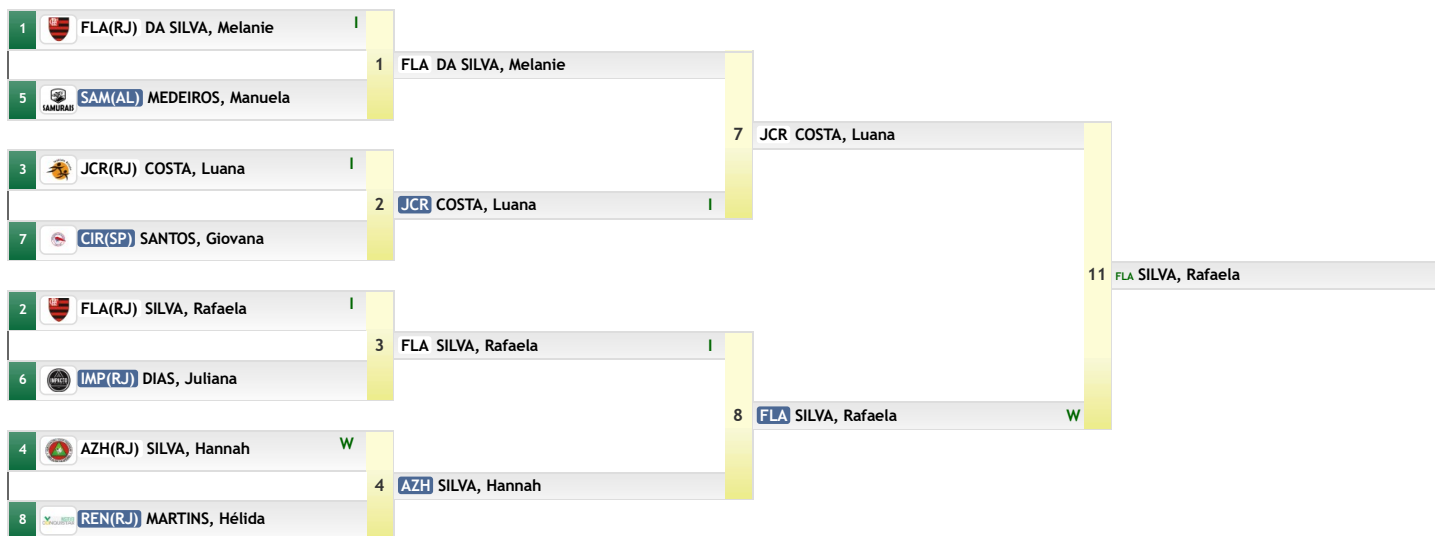 1 FLA(RJ) DA SILVA, Melanie I
1 FLA DA SILVA, Melanie
5 SAMURAIS SAM(AL) MEDEIROS, Manuela
7 JCR COSTA, Luana
3 JCR(RJ) COSTA, Luana I
2 JCR COSTA, Luana I
7 CIR(SP) SANTOS, Giovana
11 FLA SILVA, Rafaela
2 FLA(RJ) SILVA, Rafaela I
3 FLA SILVA, Rafaela I
6 IMPACTO IMP(RJ) DIAS, Juliana
8 FLA SILVA, Rafaela W
4 AZH(RJ) SILVA, Hannah W
4 AZH SILVA, Hannah
8 REN(RJ) MARTINS, Hélida